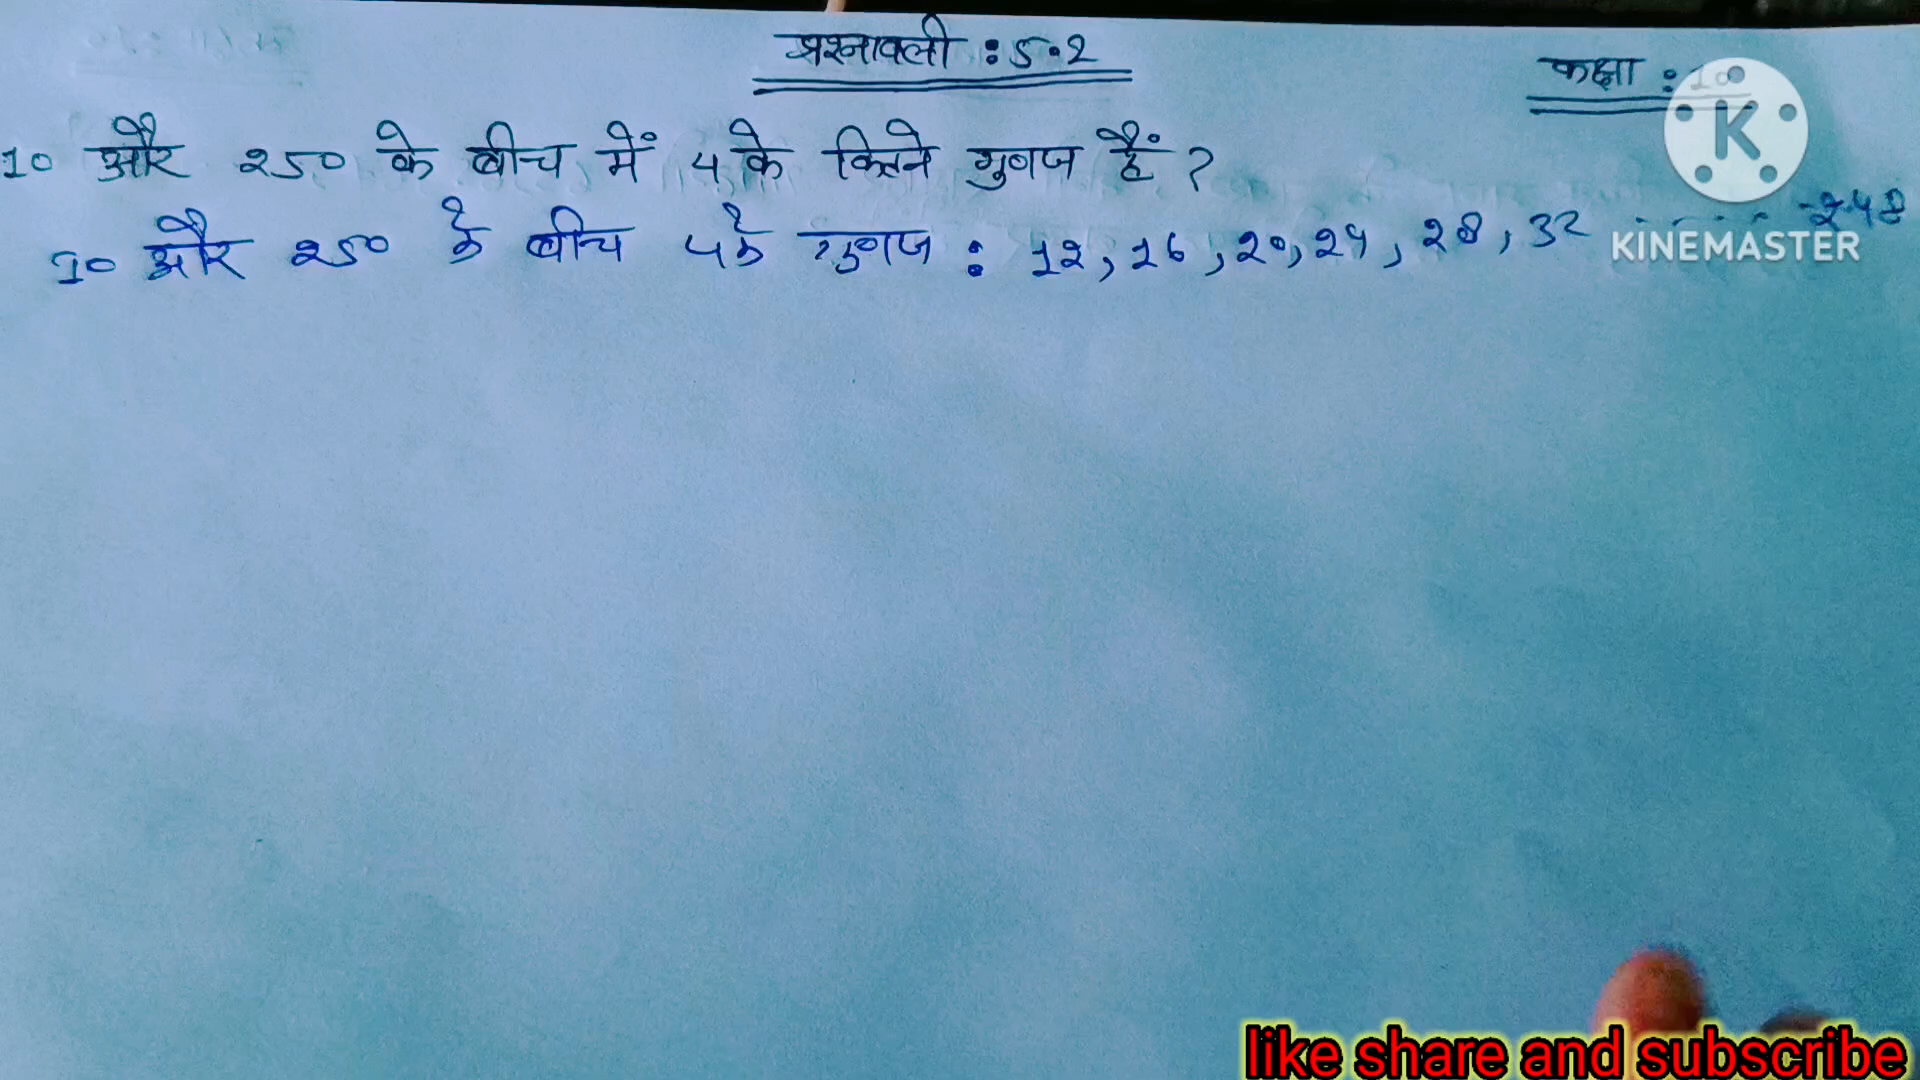 प्रश्नावली : 5.2
कक्षा : 10
10 और 250 के बीच में 4 के कितने गुणज हैं ?
10 और 250 के बीच 4 के गुणज : 12, 16, 20, 24, 28, 32 - - - - - - 248
K
KINEMASTER
like share and subscribe